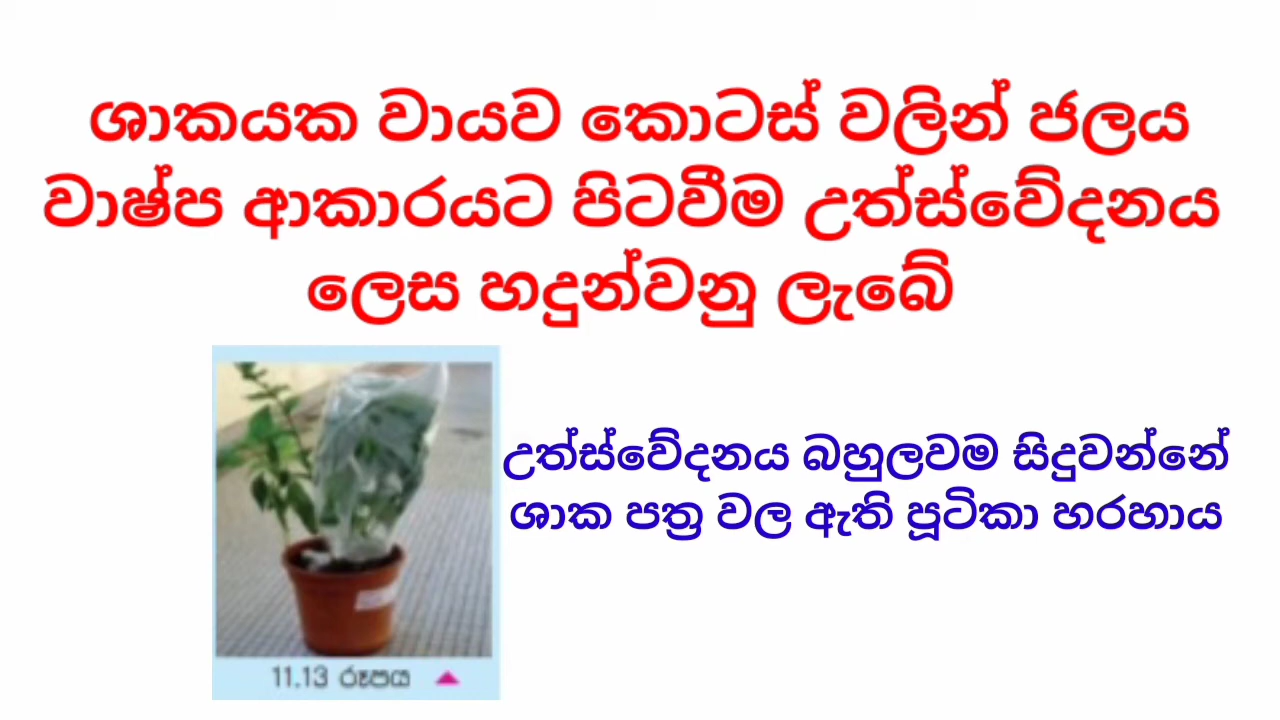 ශාකයක වායව කොටස් වලින් ජලය
වාෂ්ප ආකාරයට පිටවීම උත්ස්වේදනය
ලෙස හදුන්වනු ලැබේ
උත්ස්වේදනය බහුලවම සිදුවන්නේ
ශාක පත්‍ර වල ඇති පූටිකා හරහාය
11.13 රූපය